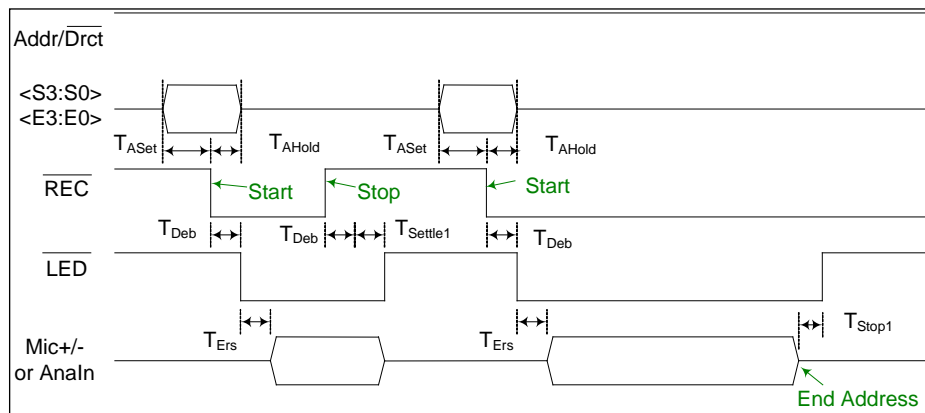 Addr/Drct
<S3:S0>
<E3:E0>
TASet
TAHold
TASet
TAHold
REC
Start
Stop
Start
TDeb
TDeb
TSettle1
TDeb
LED
TErs
TErs
TStop1
Mic+/-
or AnaIn
End Address